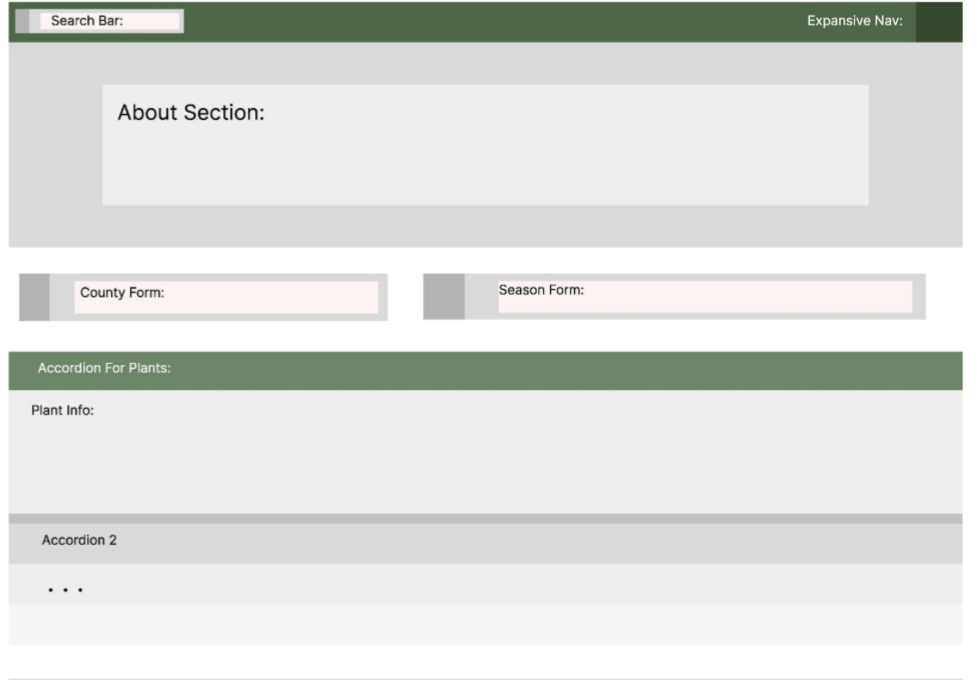 Search Bar:
Expansive Nav:
About Section:
County Form:
Season Form:
Accordion For Plants:
Plant Info:
Accordion 2
. . .